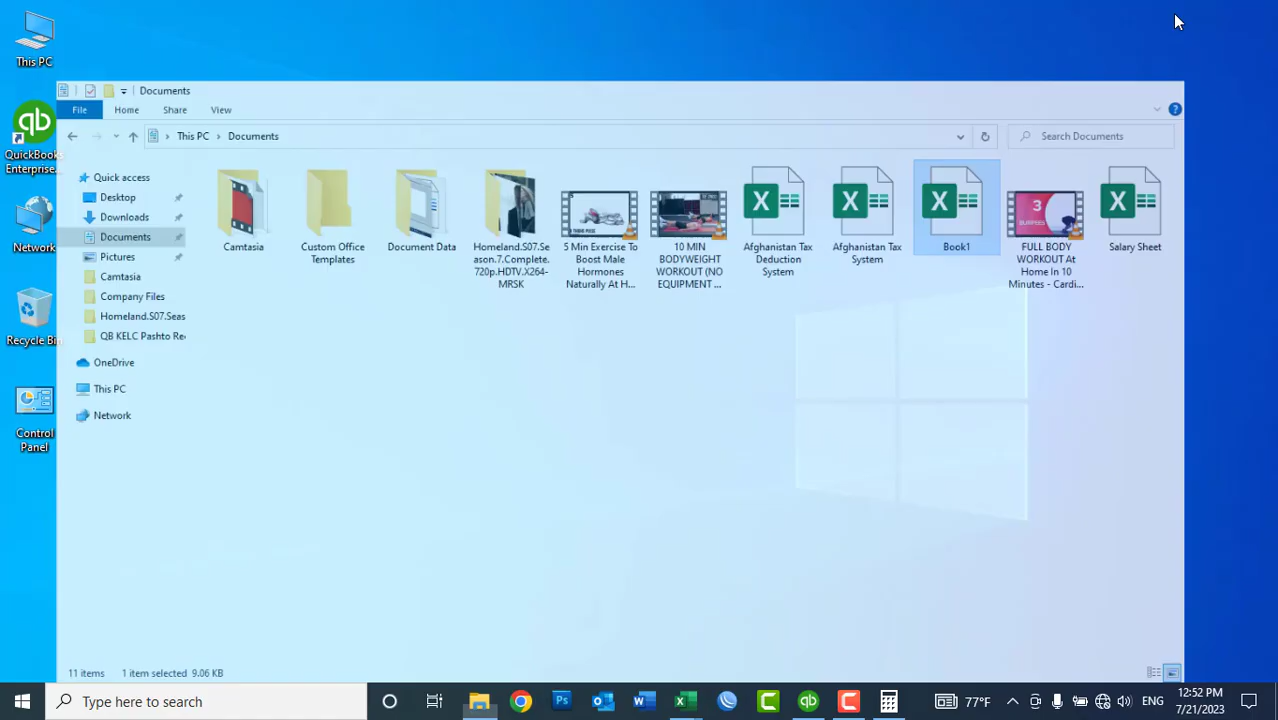 This PC
QuickBooks
Enterprise...
Network
Recycle Bin
Control
Panel
Documents
File
Home
Share
View
This PC
Documents
Search Documents
Quick access
Desktop
Downloads
Documents
Pictures
Camtasia
Company Files
Homeland.S07.Seas
QB KELC Pashto Re
OneDrive
This PC
Network
Camtasia
Custom Office
Templates
Document Data
Homeland.S07.Se
ason.7.Complete.
720p.HDTV.X264-
MRSK
5 Min Exercise To
Boost Male
Hormones
Naturally At H...
10 MIN
BODYWEIGHT
WORKOUT (NO
EQUIPMENT ...
Afghanistan Tax
Deduction
System
Afghanistan Tax
System
Book1
3
BURPEES
FULL BODY
WORKOUT At
Home In 10
Minutes - Cardi...
Salary Sheet
11 items
1 item selected 9.06 KB
Type here to search
77°F
ENG
12:52 PM
7/21/2023